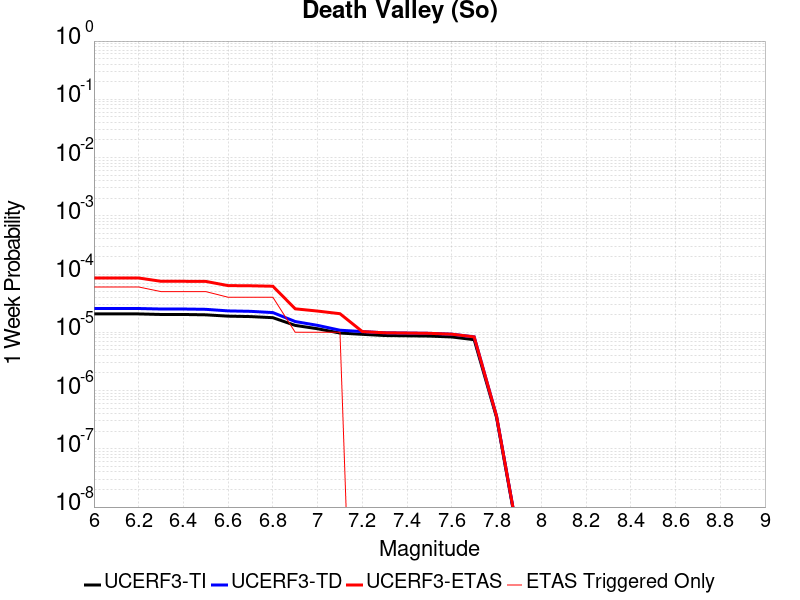 Death Valley (So)
1 Week Probability
10^0
10^-1
10^-2
10^-3
10^-4
10^-5
10^-6
10^-7
10^-8
6 6.2 6.4 6.6 6.8 7 7.2 7.4 7.6 7.8 8 8.2 8.4 8.6 8.8 9
Magnitude
UCERF3-TI UCERF3-TD UCERF3-ETAS ETAS Triggered Only